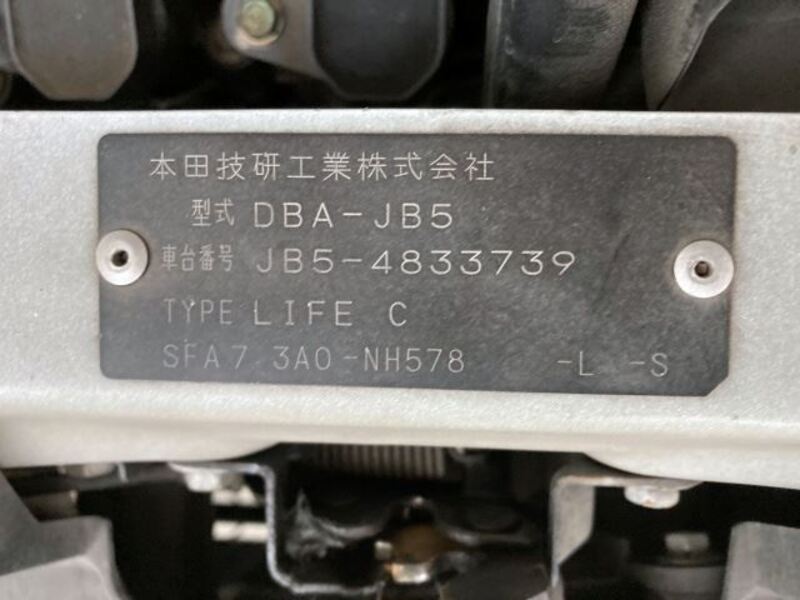 本田技研工業株式会社
型式 DBA-JB5
車台番号 JB5-4833739
TYPE LIFE C
SFA7 3A0-NH578 -L -S